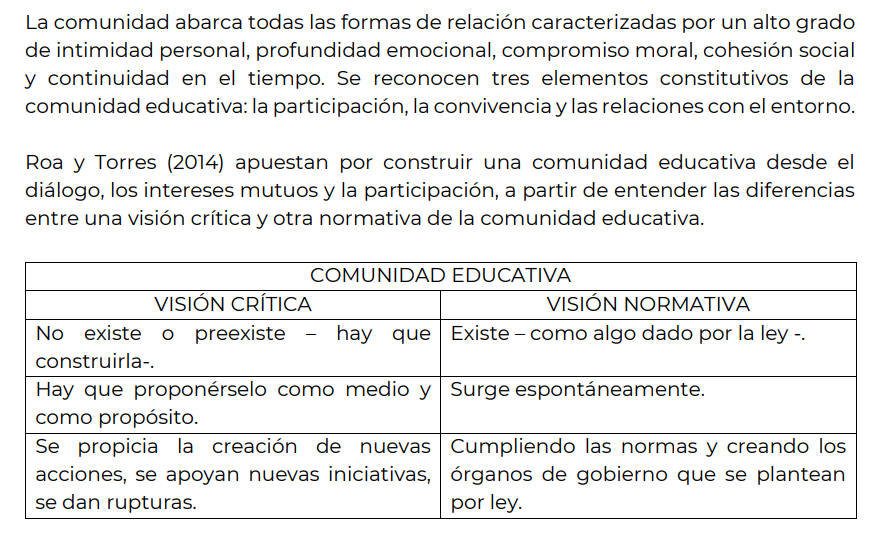 La comunidad abarca todas las formas de relación caracterizadas por un alto grado
de intimidad personal, profundidad emocional, compromiso moral, cohesión social
y continuidad en el tiempo. Se reconocen tres elementos constitutivos de la
comunidad educativa: la participación, la convivencia y las relaciones con el entorno.
Roa y Torres (2014) apuestan por construir una comunidad educativa desde el
diálogo, los intereses mutuos y la participación, a partir de entender las diferencias
entre una visión crítica y otra normativa de la comunidad educativa.
COMUNIDAD EDUCATIVA
VISIÓN CRÍTICA
VISIÓN NORMATIVA
No existe o preexiste – hay que
construirla-.
Existe – como algo dado por la ley -.
Hay que proponérselo como medio y
como propósito.
Surge espontáneamente.
Se propicia la creación de nuevas
acciones, se apoyan nuevas iniciativas,
se dan rupturas.
Cumpliendo las normas y creando los
órganos de gobierno que se plantean
por ley.